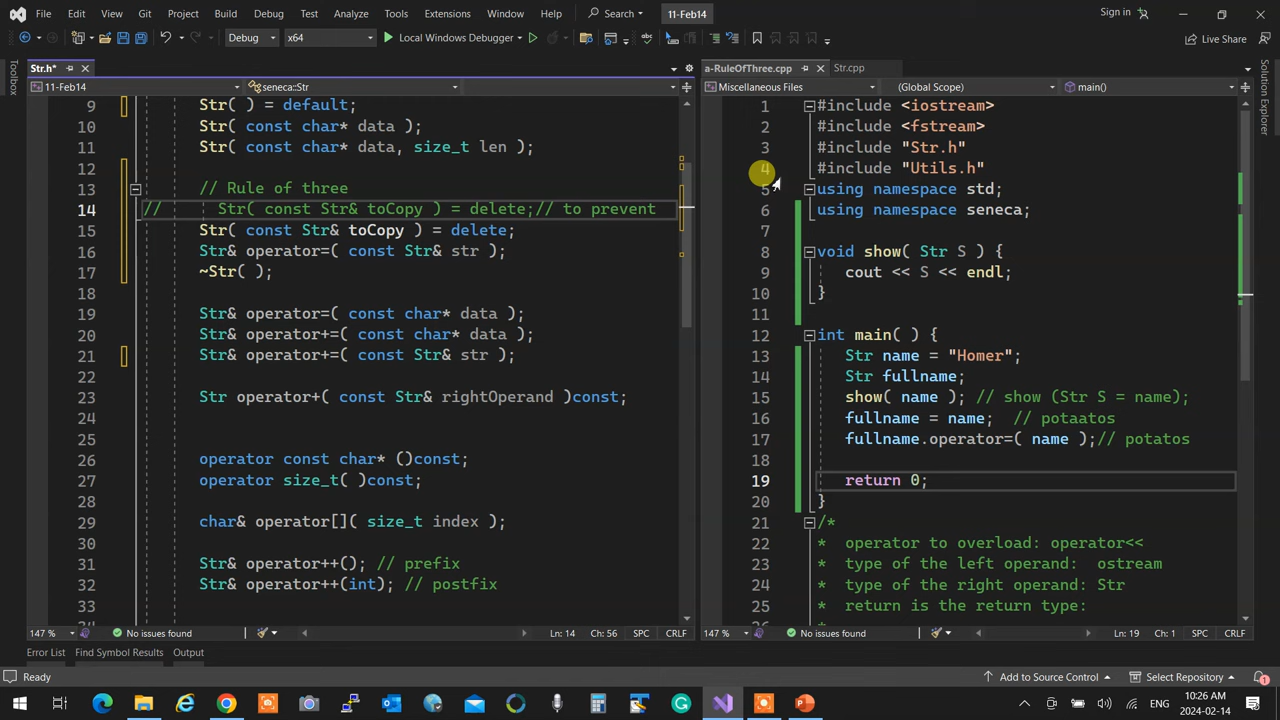 File Edit View Git Project Build Debug Test Analyze Tools Extensions Window Help Search 11-Feb14 Sign in
Debug x64 Local Windows Debugger Live Share
Toolbox
Str.h*
11-Feb14 seneca::Str
9 Str( ) = default;
10 Str( const char* data );
11 Str( const char* data, size_t len );
12
13 // Rule of three
14 // Str( const Str& toCopy ) = delete;// to prevent
15 Str( const Str& toCopy ) = delete;
16 Str& operator=( const Str& str );
17 ~Str( );
18
19 Str& operator=( const char* data );
20 Str& operator+=( const char* data );
21 Str& operator+=( const Str& str );
22
23 Str operator+( const Str& rightOperand )const;
24
25
26 operator const char* ()const;
27 operator size_t( )const;
28
29 char& operator[]( size_t index );
30
31 Str& operator++(); // prefix
32 Str& operator++(int); // postfix
33
147 % No issues found Ln: 14 Ch: 56 SPC CRLF
a-RuleOfThree.cpp Str.cpp
Miscellaneous Files (Global Scope) main()
1 #include <iostream>
2 #include <fstream>
3 #include "Str.h"
4 #include "Utils.h"
5 using namespace std;
6 using namespace seneca;
7
8 void show( Str S ) {
9 cout << S << endl;
10 }
11
12 int main( ) {
13 Str name = "Homer";
14 Str fullname;
15 show( name ); // show (Str S = name);
16 fullname = name; // potaatos
17 fullname.operator=( name );// potatos
18
19 return 0;
20 }
21 /*
22 * operator to overload: operator<<
23 * type of the left operand: ostream
24 * type of the right operand: Str
25 * return is the return type:
147 % No issues found Ln: 19 Ch: 1 SPC CRLF
Solution Explorer
Error List Find Symbol Results Output
Ready Add to Source Control Select Repository 1
ENG 10:26 AM
2024-02-14